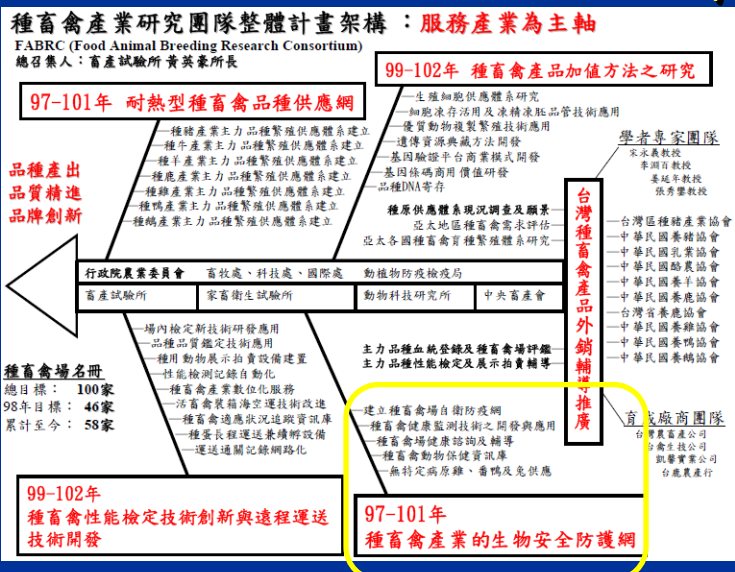 種畜禽產業研究團隊整體計畫架構 ：服務產業為主軸
FABRC (Food Animal Breeding Research Consortium)
總召集人：畜產試驗所 黃英豪所長
97-101年 耐熱型種畜禽品種供應網
種豬產業主力品種繁殖供應體系建立
種牛產業主力品種繁殖供應體系建立
種羊產業主力品種繁殖供應體系建立
種鹿產業主力品種繁殖供應體系建立
種雞產業主力品種繁殖供應體系建立
種鴨產業主力品種繁殖供應體系建立
種鵝產業主力品種繁殖供應體系建立
品種產出
品質精進
品牌創新
99-102年 種畜禽產品加值方法之研究
生殖細胞供應體系研究
細胞凍存活用及凍精凍胚品管技術應用
優質動物複製繁殖技術應用
遺傳資源典藏方法開發
基因驗證平台商業模式開發
基因條碼商用價值研發
品種DNA寄存
種原供應體系現況調查及願景
亞太地區種畜禽需求評估
亞太各國種畜禽育種繁殖體系研究
學者專家團隊
宋永義教授
李淵百教授
姜延年教授
張秀鑾教授
台灣種畜禽產品外銷輔導推廣
台灣區種豬產業協會
中華民國養豬協會
中華民國乳業協會
中華民國酪農協會
中華民國養羊協會
中華民國養鹿協會
台灣省養鹿協會
中華民國養雞協會
中華民國養鴨協會
中華民國養鵝協會
行政院農業委員會 畜牧處、科技處、國際處 動植物防疫檢疫局
畜產試驗所 家畜衛生試驗所 動物科技研究所 中央畜產會
場內檢定新技術研發應用
品種品質鑑定技術應用
種用動物展示拍賣設備建置
性能檢測記錄自動化
種畜禽產業數位化服務
活畜禽裝箱海空運技術改進
種畜禽適應狀況追蹤資訊庫
種蛋長程運送兼續孵設備
運送通關記錄網路化
種畜禽場名冊
總目標： 100家
98年目標： 46家
累計至今： 58家
99-102年
種畜禽性能檢定技術創新與遠程運送
技術開發
主力品種血統登錄及種畜禽場評鑑
主力品種性能檢定及展示拍賣輔導
建立種畜禽場自衛防疫網
種畜禽健康監測技術之開發與應用
種畜禽場健康諮詢及輔導
種畜禽動物保健資訊庫
無特定病原雞、番鴨及兔供應
97-101年
種畜禽產業的生物安全防護網
育成廠商團隊
台灣農畜產公司
台畜生技公司
凱馨實業公司
台鹿農產行